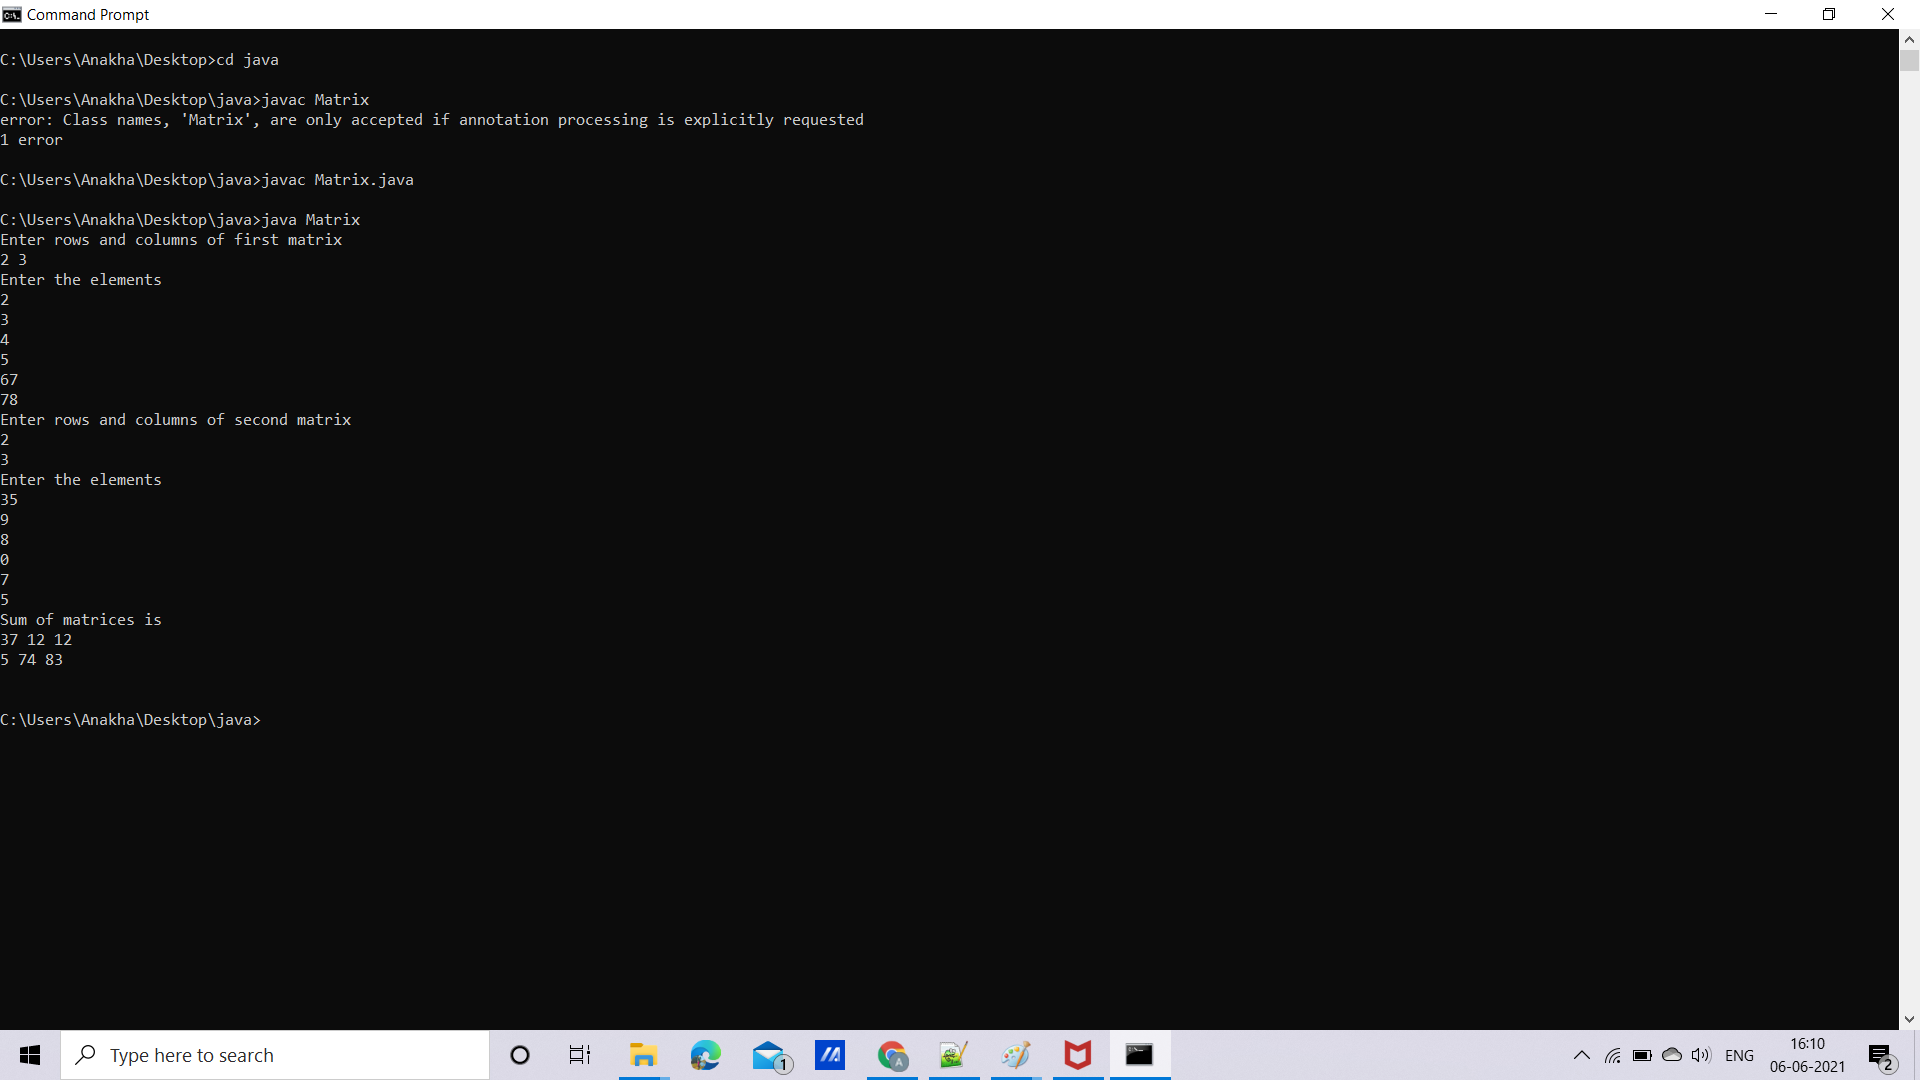 Command Prompt
C:\Users\Anakha\Desktop>cd java
C:\Users\Anakha\Desktop\java>javac Matrix
error: Class names, 'Matrix', are only accepted if annotation processing is explicitly requested
1 error
C:\Users\Anakha\Desktop\java>javac Matrix.java
C:\Users\Anakha\Desktop\java>java Matrix
Enter rows and columns of first matrix
2 3
Enter the elements
2
3
4
5
67
78
Enter rows and columns of second matrix
2
3
Enter the elements
35
9
8
0
7
5
Sum of matrices is
37 12 12
5 74 83
C:\Users\Anakha\Desktop\java>
Type here to search
1
A
ENG
16:10
06-06-2021
2